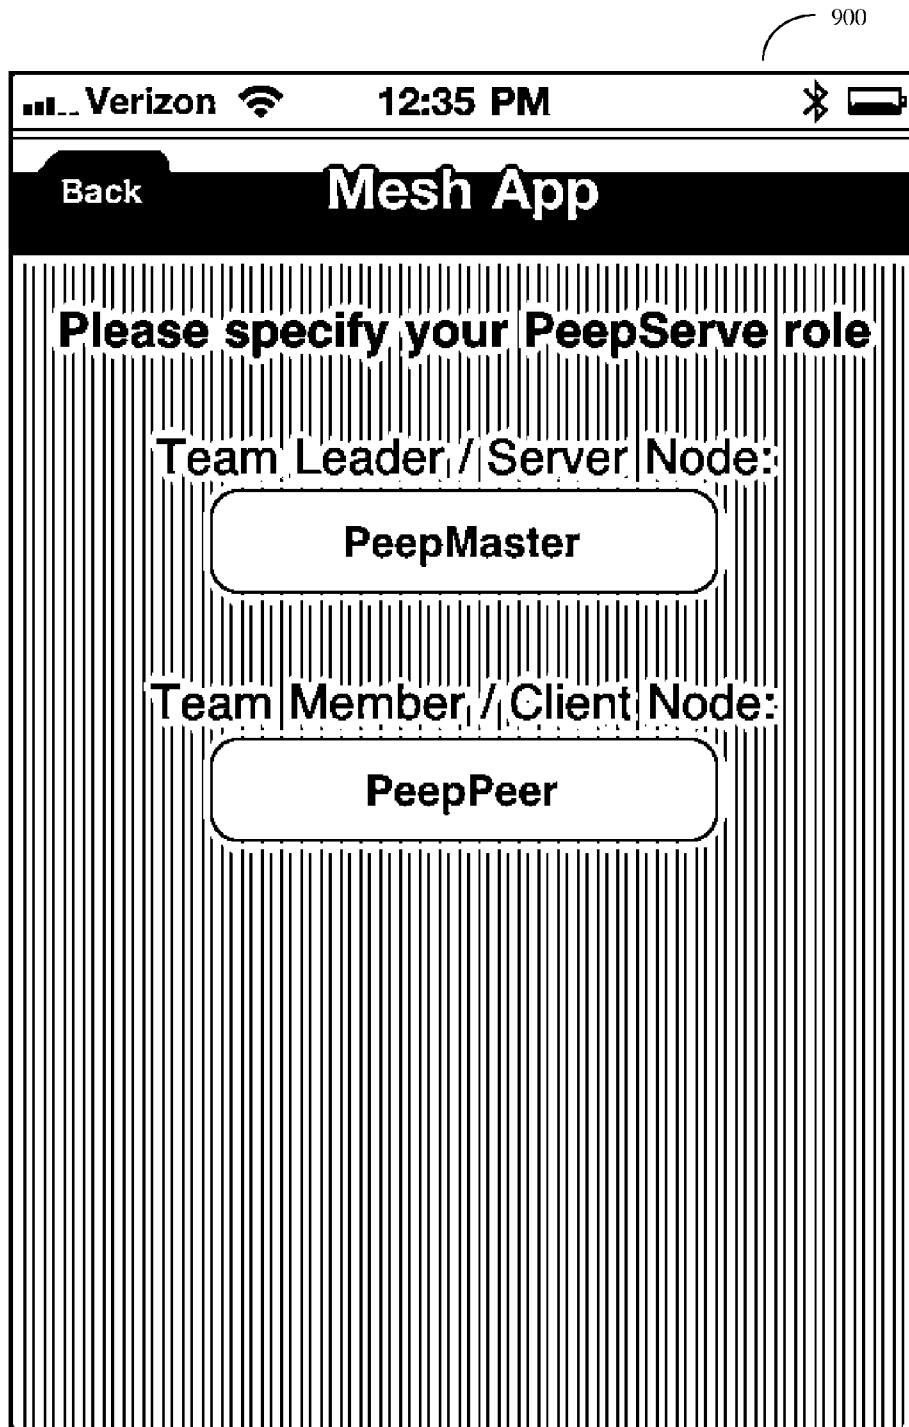 900
Verizon 12:35 PM
Back Mesh App
Please specify your PeepServe role
Team Leader / Server Node:
PeepMaster
Team Member / Client Node:
PeepPeer